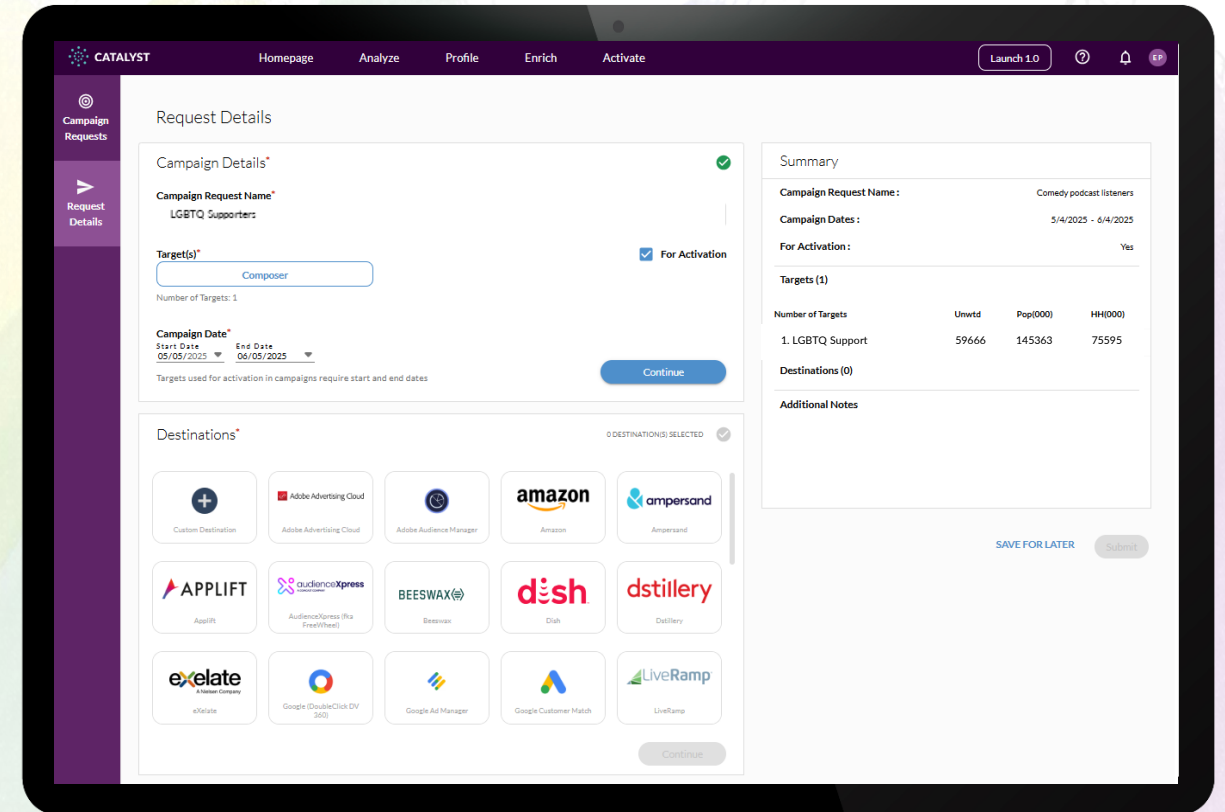 CATALYST
Homepage
Analyze
Profile
Enrich
Activate
Launch 1.0
EP
Campaign
Requests
Request
Details
Request Details
Campaign Details*
Campaign Request Name*
LGBTQ Supporters
Target(s)*
For Activation
Composer
Number of Targets: 1
Campaign Date*
Start Date
End Date
05/05/2025
06/05/2025
Targets used for activation in campaigns require start and end dates
Continue
Destinations*
0 DESTINATION(S) SELECTED
Custom Destination
Adobe Advertising Cloud
Adobe Advertising Cloud
Adobe Audience Manager
amazon
Amazon
ampersand
Ampersand
APPLIFT
Applift
audienceXpress
AudienceXpress (fka
FreeWheel)
BEESWAX
Beeswax
dish
Dish
dstillery
Dstillery
exelate
A Nielsen Company
eXelate
Google (DoubleClick DV
360)
Google Ad Manager
Google Customer Match
LiveRamp
LiveRamp
Continue
Summary
Campaign Request Name :
Comedy podcast listeners
Campaign Dates :
5/4/2025 - 6/4/2025
For Activation :
Yes
Targets (1)
Number of Targets Unwtd Pop(000) HH(000)
1. LGBTQ Support 59666 145363 75595
Destinations (0)
Additional Notes
SAVE FOR LATER
Submit